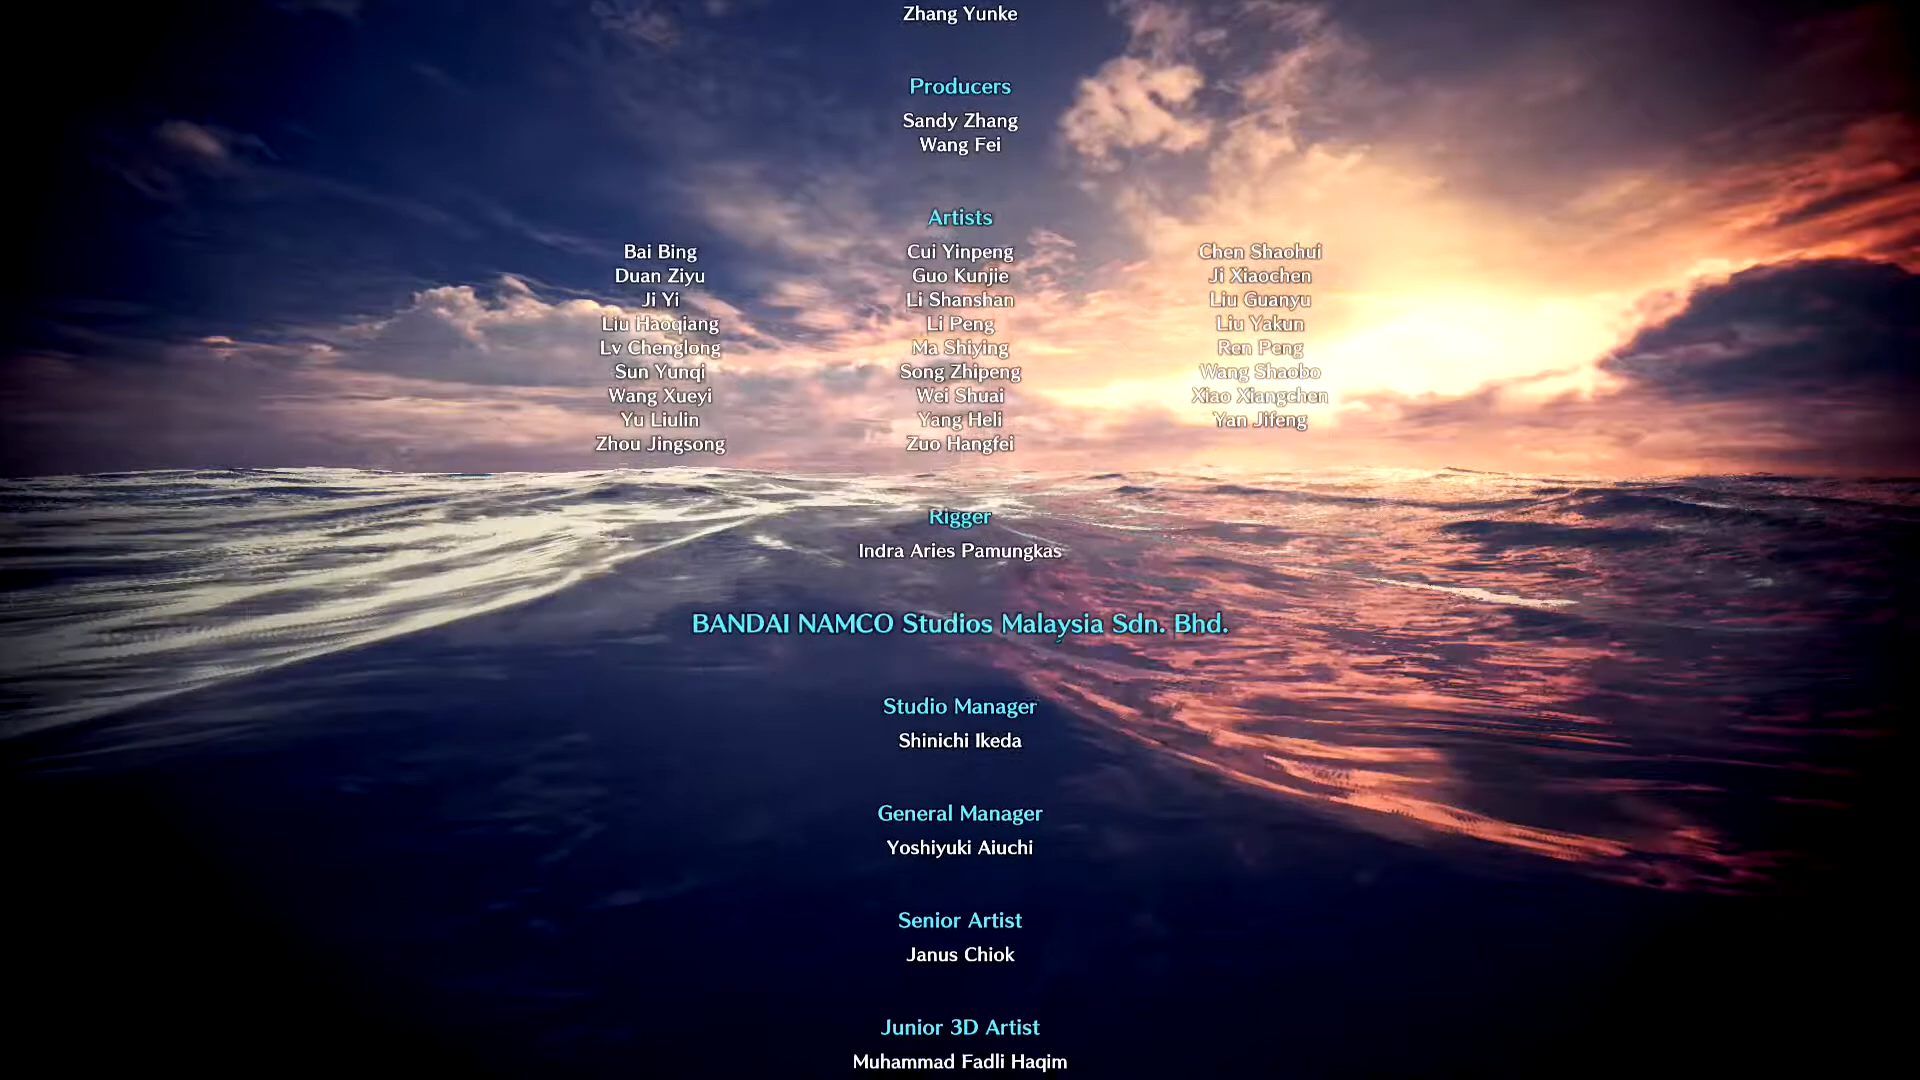 Zhang Yunke
Producers
Sandy Zhang
Wang Fei
Artists
Bai Bing Cui Yinpeng Chen Shaohui
Duan Ziyu Guo Kunjie Ji Xiaochen
Ji Yi Li Shanshan Liu Guanyu
Liu Haoqiang Li Peng Liu Yakun
Lv Chenglong Ma Shiying Ren Peng
Sun Yunqi Song Zhipeng Wang Shaobo
Wang Xueyi Wei Shuai Xiao Xiangchen
Yu Liulin Yang Heli Yan Jifeng
Zhou Jingsong Zuo Hangfei
Rigger
Indra Aries Pamungkas
BANDAI NAMCO Studios Malaysia Sdn. Bhd.
Studio Manager
Shinichi Ikeda
General Manager
Yoshiyuki Aiuchi
Senior Artist
Janus Chiok
Junior 3D Artist
Muhammad Fadli Haqim